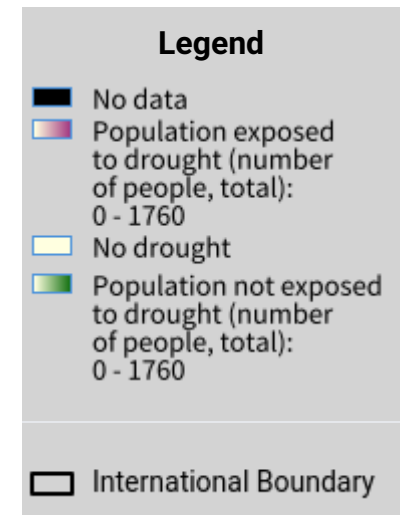 Legend
No data
Population exposed
to drought (number
of people, total):
0 - 1760
No drought
Population not exposed
to drought (number
of people, total):
0 - 1760
International Boundary